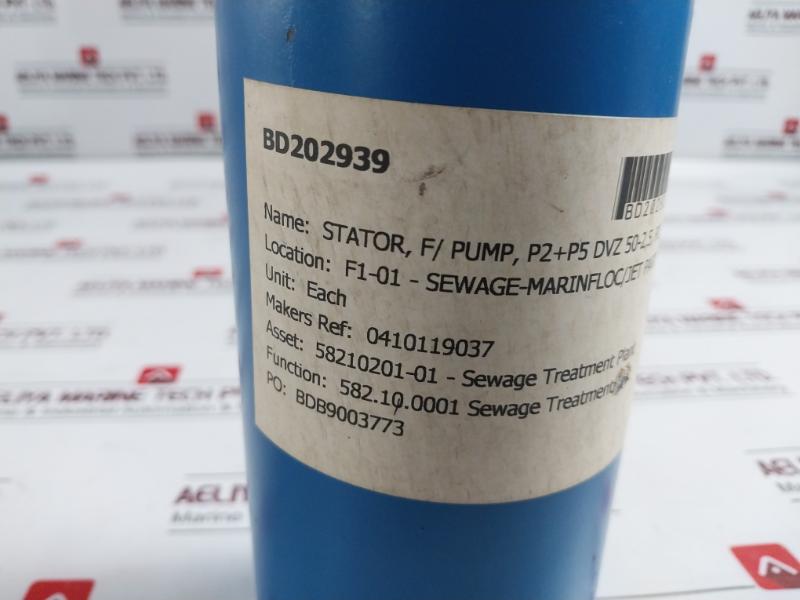 BD202939
Name: STATOR, F/ PUMP, P2+P5 DVZ 50-2,5
Location: F1-01 - SEWAGE-MARINFLOC/JET
Unit: Each
Makers Ref: 0410119037
Asset: 58210201-01 - Sewage Treatment Plant
Function: 582.10.0001 Sewage Treatment
PO: BDB9003773